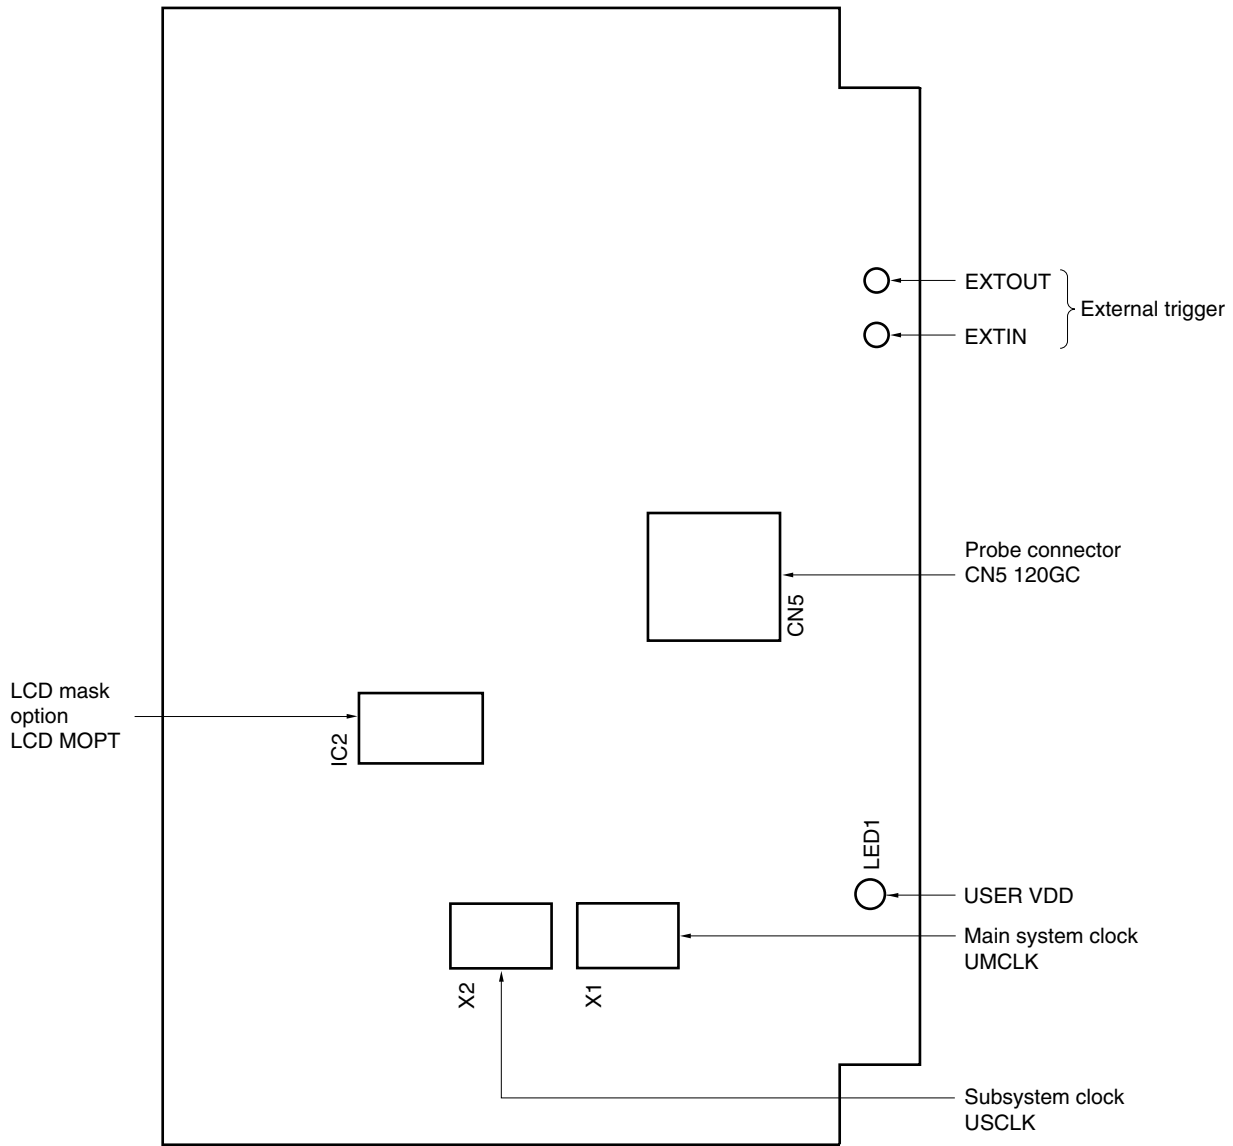 EXTOUT
EXTIN
External trigger
Probe connector
CN5 120GC
CN5
LCD mask
option
LCD MOPT
IC2
LED1
USER VDD
Main system clock
UMCLK
X2
X1
Subsystem clock
USCLK